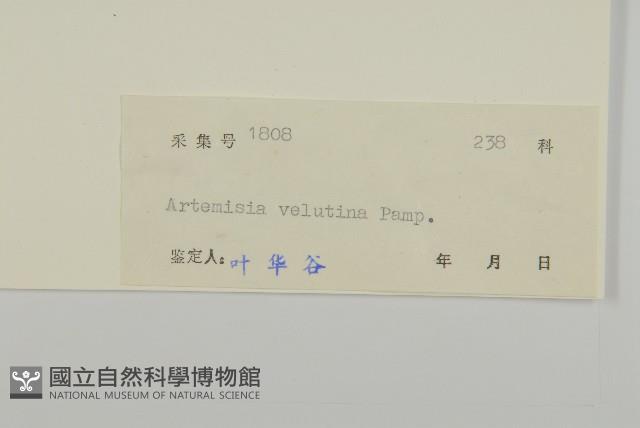 采集号 1808 238 科
Artemisia velutina Pamp.
鉴定人: 叶华谷 年 月 日
國立自然科學博物館
NATIONAL MUSEUM OF NATURAL SCIENCE